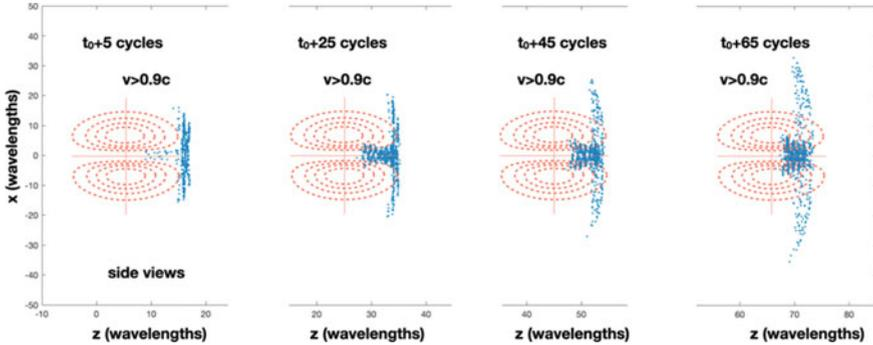 t₀+5 cycles
v>0.9c
side views
x (wavelengths)
50
40
30
20
10
0
-10
-20
-30
-40
-50
-10 0 10 20
z (wavelengths)
t₀+25 cycles
v>0.9c
20 30 40
z (wavelengths)
t₀+45 cycles
v>0.9c
40 50
z (wavelengths)
t₀+65 cycles
v>0.9c
60 70 80
z (wavelengths)